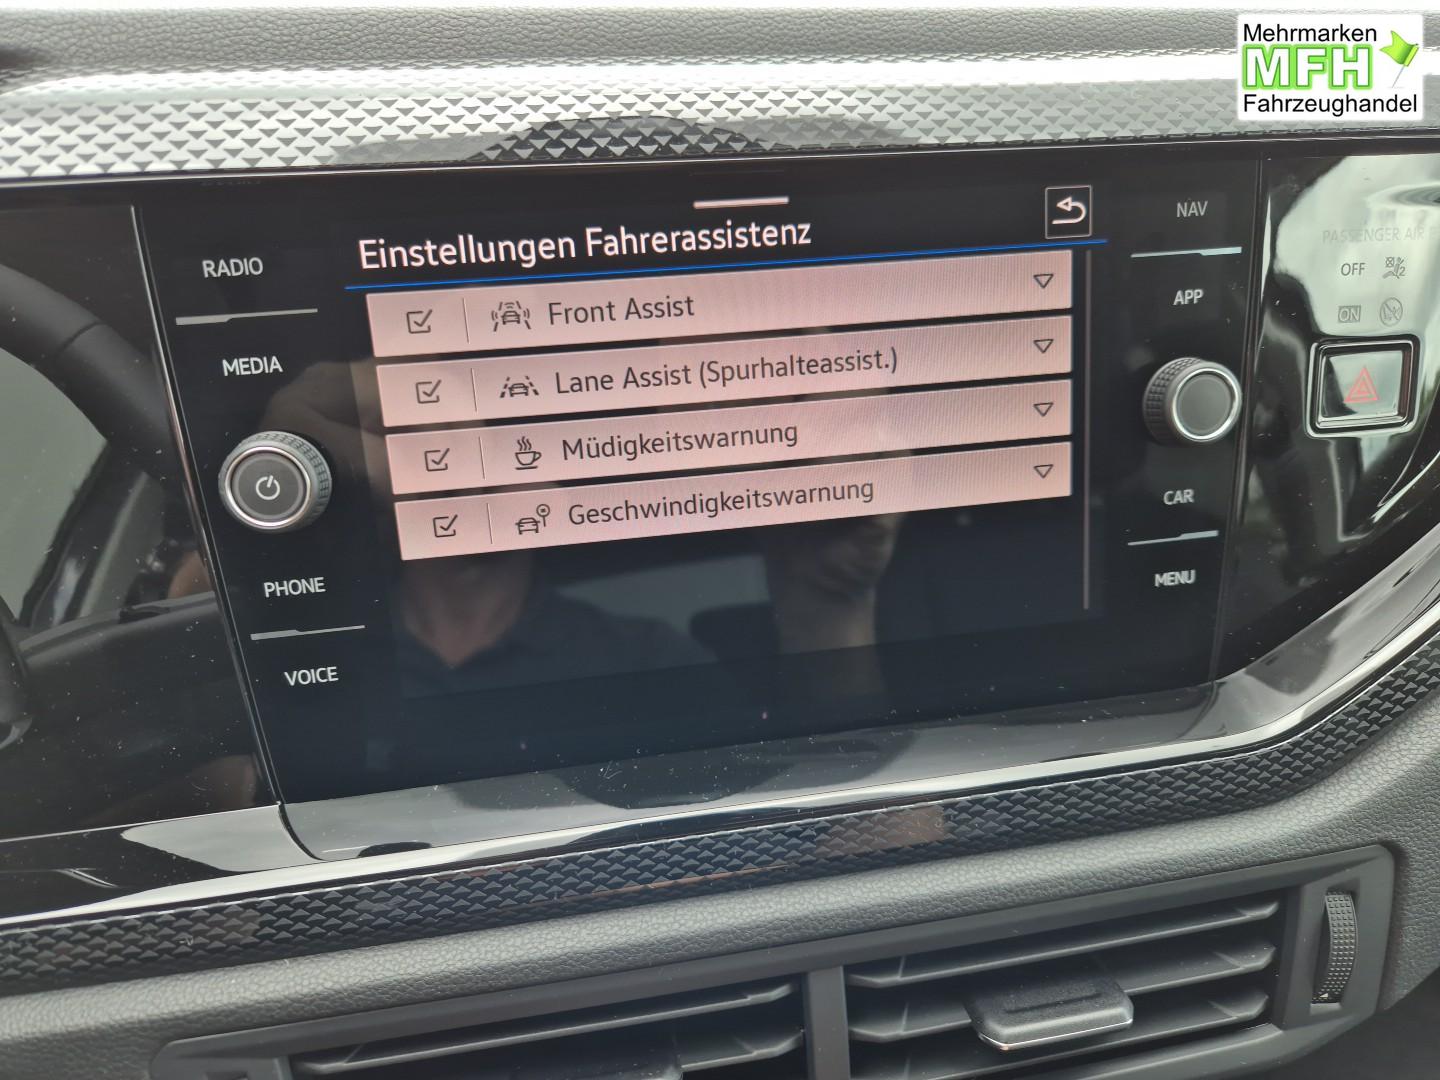 Mehrmarken
MFH
Fahrzeughandel
NAV
RADIO
Einstellungen Fahrerassistenz
PASSENGER AIR
OFF
ON
APP
Front Assist
MEDIA
Lane Assist (Spurhalteassist.)
Müdigkeitswarnung
Geschwindigkeitswarnung
CAR
PHONE
MENU
VOICE